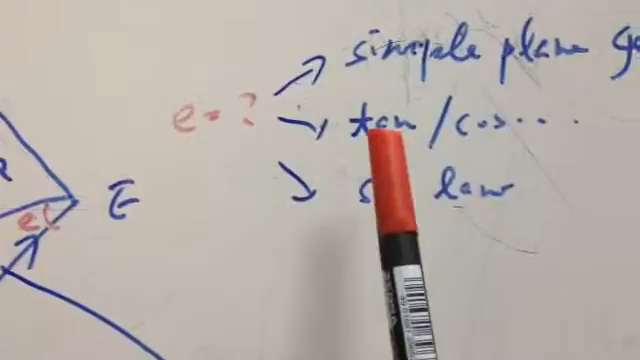 simple plane
e = ? tan / cos...
law
E
e